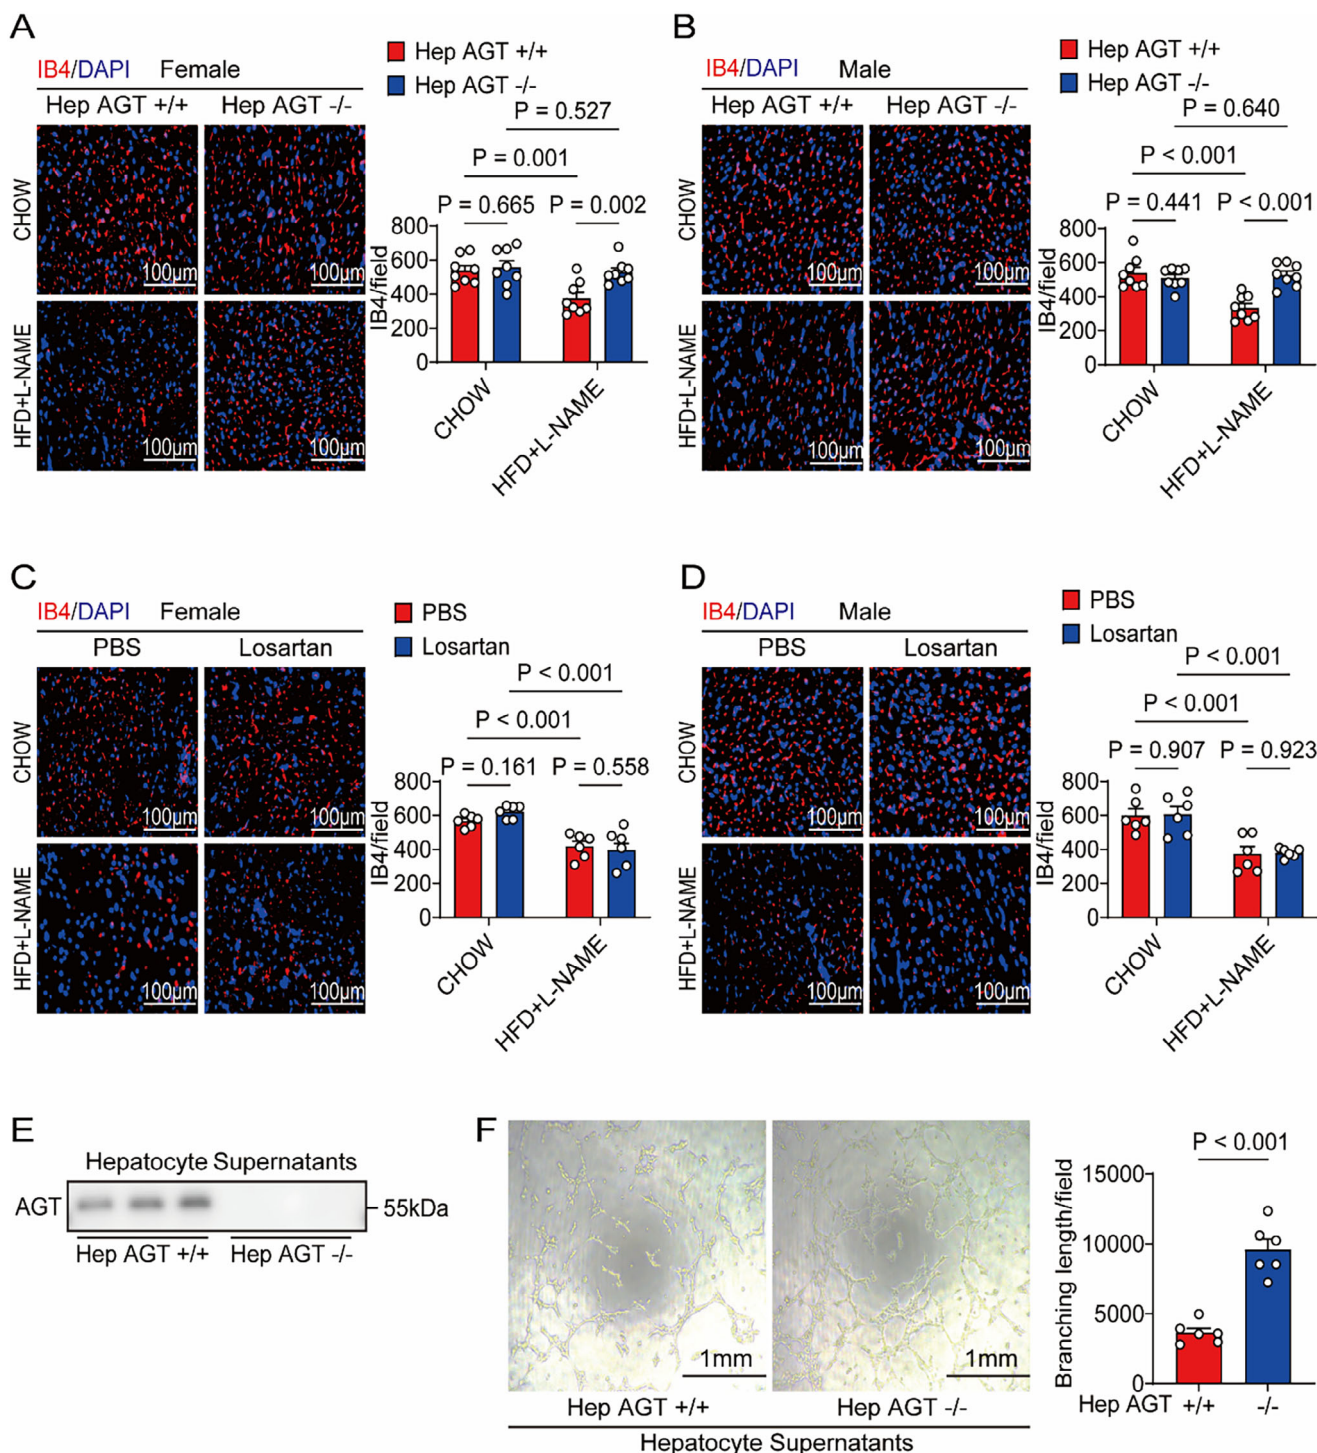 A
IB4/DAPI Female
Hep AGT +/+ Hep AGT -/-
CHOW
100µm 100µm
HFD+L-NAME
100µm 100µm
Hep AGT +/+
Hep AGT -/-
P = 0.527
P = 0.001
P = 0.665 P = 0.002
IB4/field
800
600
400
200
0
CHOW
HFD+L-NAME
B
IB4/DAPI Male
Hep AGT +/+ Hep AGT -/-
CHOW
100µm 100µm
HFD+L-NAME
100µm 100µm
Hep AGT +/+
Hep AGT -/-
P = 0.640
P < 0.001
P = 0.441 P < 0.001
IB4/field
800
600
400
200
0
CHOW
HFD+L-NAME
C
IB4/DAPI Female
PBS Losartan
CHOW
100µm 100µm
HFD+L-NAME
100µm 100µm
PBS
Losartan
P < 0.001
P < 0.001
P = 0.161 P = 0.558
IB4/field
800
600
400
200
0
CHOW
HFD+L-NAME
D
IB4/DAPI Male
PBS Losartan
CHOW
100µm 100µm
HFD+L-NAME
100µm 100µm
PBS
Losartan
P < 0.001
P < 0.001
P = 0.907 P = 0.923
IB4/field
800
600
400
200
0
CHOW
HFD+L-NAME
E
Hepatocyte Supernatants
AGT 55kDa
Hep AGT +/+ Hep AGT -/-
F
1mm 1mm
Hep AGT +/+ Hep AGT -/-
Hepatocyte Supernatants
P < 0.001
Branching length/field
15000
10000
5000
0
Hep AGT +/+ -/-